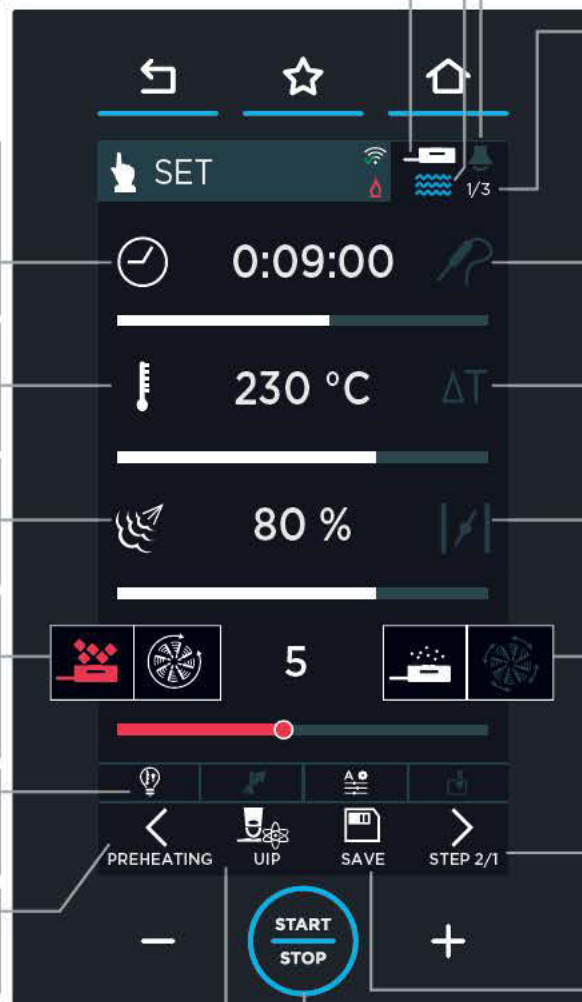 SET
1/3
0:09:00
ΔT
230 °C
80 %
5
A
PREHEATING
UIP
SAVE
STEP 2/1
−
START
STOP
+